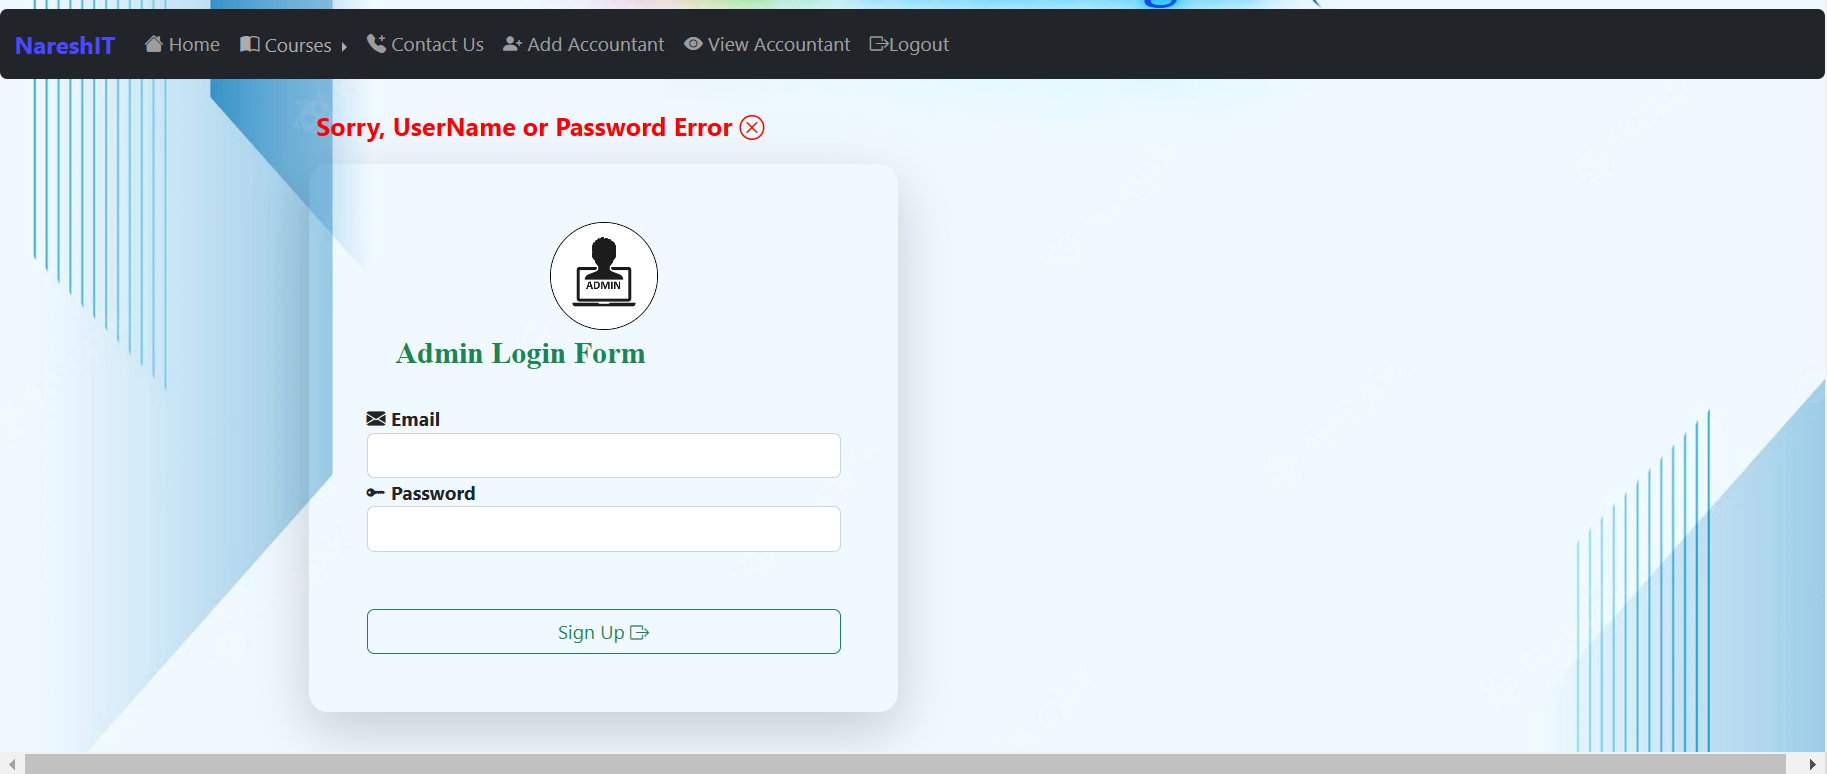 NareshIT Home Courses Contact Us Add Accountant View Accountant Logout
Sorry, UserName or Password Error
ADMIN
Admin Login Form
Email
Password
Sign Up